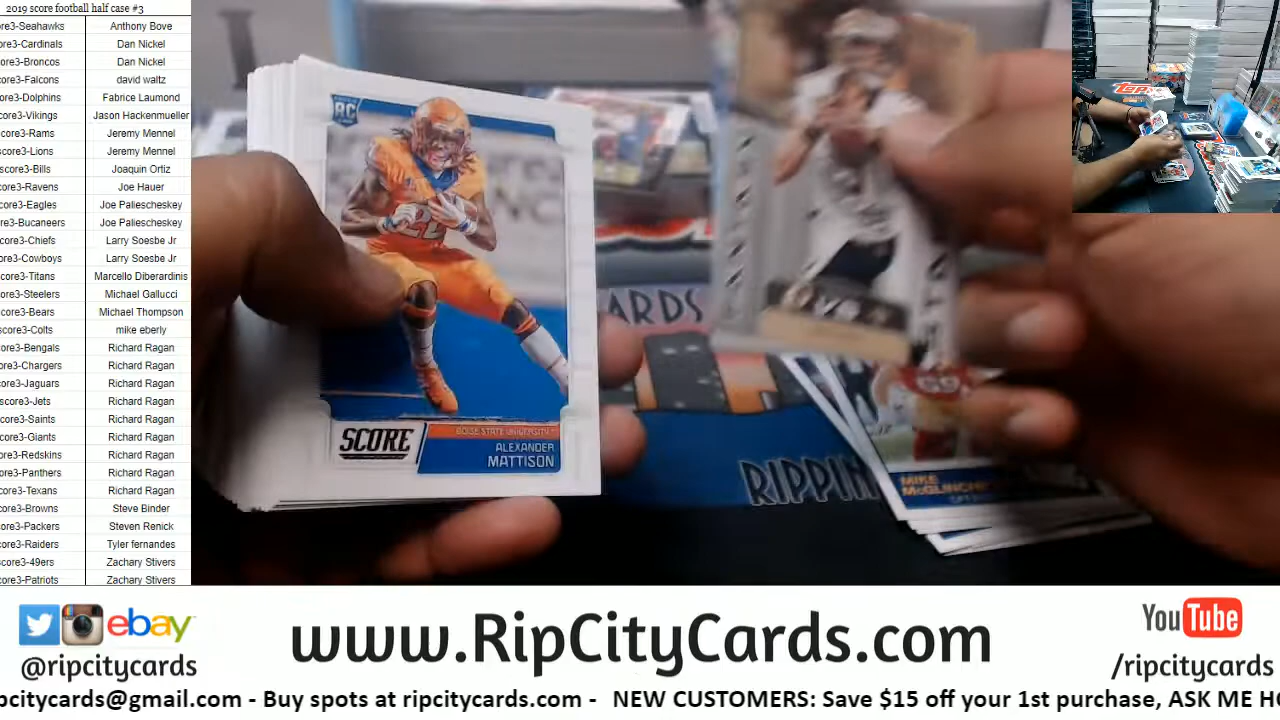 2019 score football half case #3
re3-Seahawks Anthony Bove
ore3-Cardinals Dan Nickel
ore3-Broncos Dan Nickel
core3-Falcons david waltz
ore3-Dolphins Fabrice Laumond
ore3-Vikings Jason Hackenmueller
core3-Rams Jeremy Mennel
score3-Lions Jeremy Mennel
score3-Bills Joaquin Ortiz
ore3-Ravens Joe Hauer
core3-Eagles Joe Paliescheskey
re3-Bucaneers Joe Paliescheskey
core3-Chiefs Larry Soesbe Jr
ore3-Cowboys Larry Soesbe Jr
core3-Titans Marcello Diberardinis
ore3-Steelers Michael Gallucci
core3-Bears Michael Thompson
score3-Colts mike eberly
ore3-Bengals Richard Ragan
ore3-Chargers Richard Ragan
ore3-Jaguars Richard Ragan
score3-Jets Richard Ragan
core3-Saints Richard Ragan
core3-Giants Richard Ragan
ore3-Redskins Richard Ragan
ore3-Panthers Richard Ragan
core3-Texans Richard Ragan
ore3-Browns Steve Binder
ore3-Packers Steven Renick
ore3-Raiders Tyler fernandes
core3-49ers Zachary Stivers
ore3-Patriots Zachary Stivers
RC
22
SCORE
BOISE STATE UNIVERSITY
ALEXANDER
MATTISON
CARDS
RIPPIN
MIKE
TOPPS
ebay
@ripcitycards
www.RipCityCards.com
YouTube
/ripcitycards
pcitycards@gmail.com - Buy spots at ripcitycards.com - NEW CUSTOMERS: Save $15 off your 1st purchase, ASK ME HO